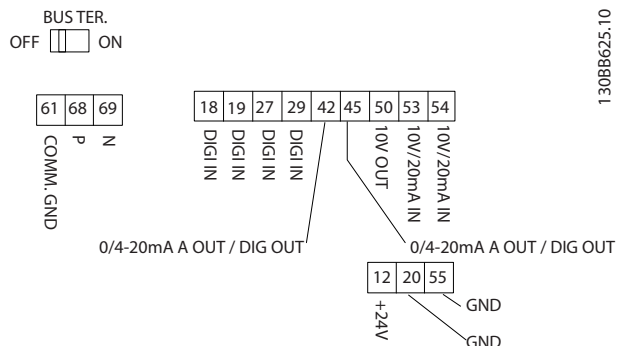 BUS TER.
OFF ON
130BB625.10
61 68 69
COMM. GND
P
N
18 19 27 29 42 45 50 53 54
DIGI IN
DIGI IN
DIGI IN
DIGI IN
10V OUT
10V/20mA IN
10V/20mA IN
0/4-20mA A OUT / DIG OUT
0/4-20mA A OUT / DIG OUT
12 20 55
+24V
GND
GND